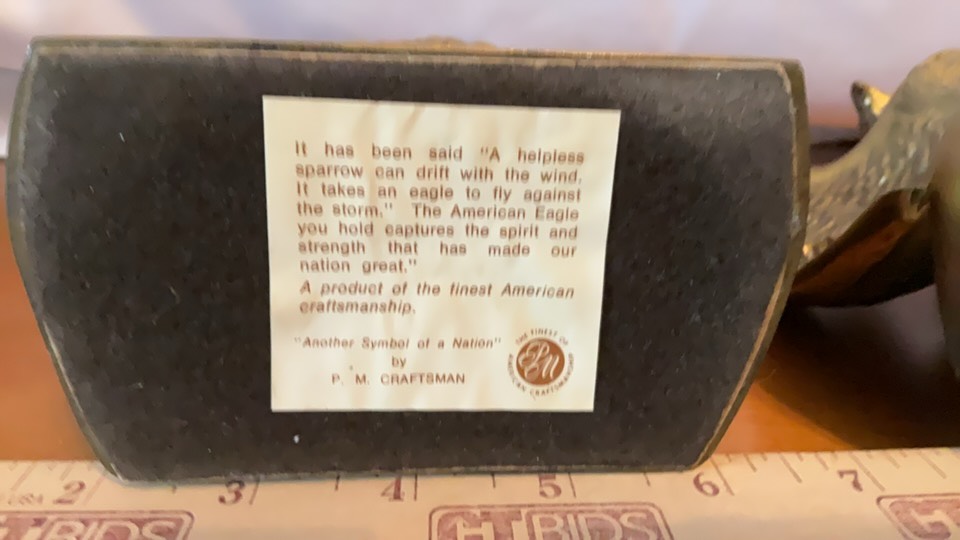 It has been said "A helpless
sparrow can drift with the wind.
It takes an eagle to fly against
the storm." The American Eagle
you hold captures the spirit and
strength that has made our
nation great."
A product of the finest American
craftsmanship.
"Another Symbol of a Nation"
by
P. M. CRAFTSMAN
THE FINEST OF
AMERICAN CRAFTSMANSHIP
PM
USA 2 3 4 5 6 7
CTBIDS